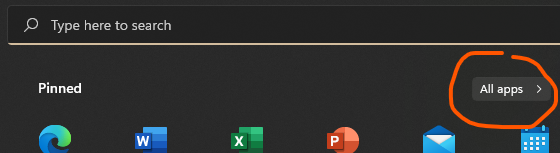 Type here to search
Pinned
All apps
W
X
P